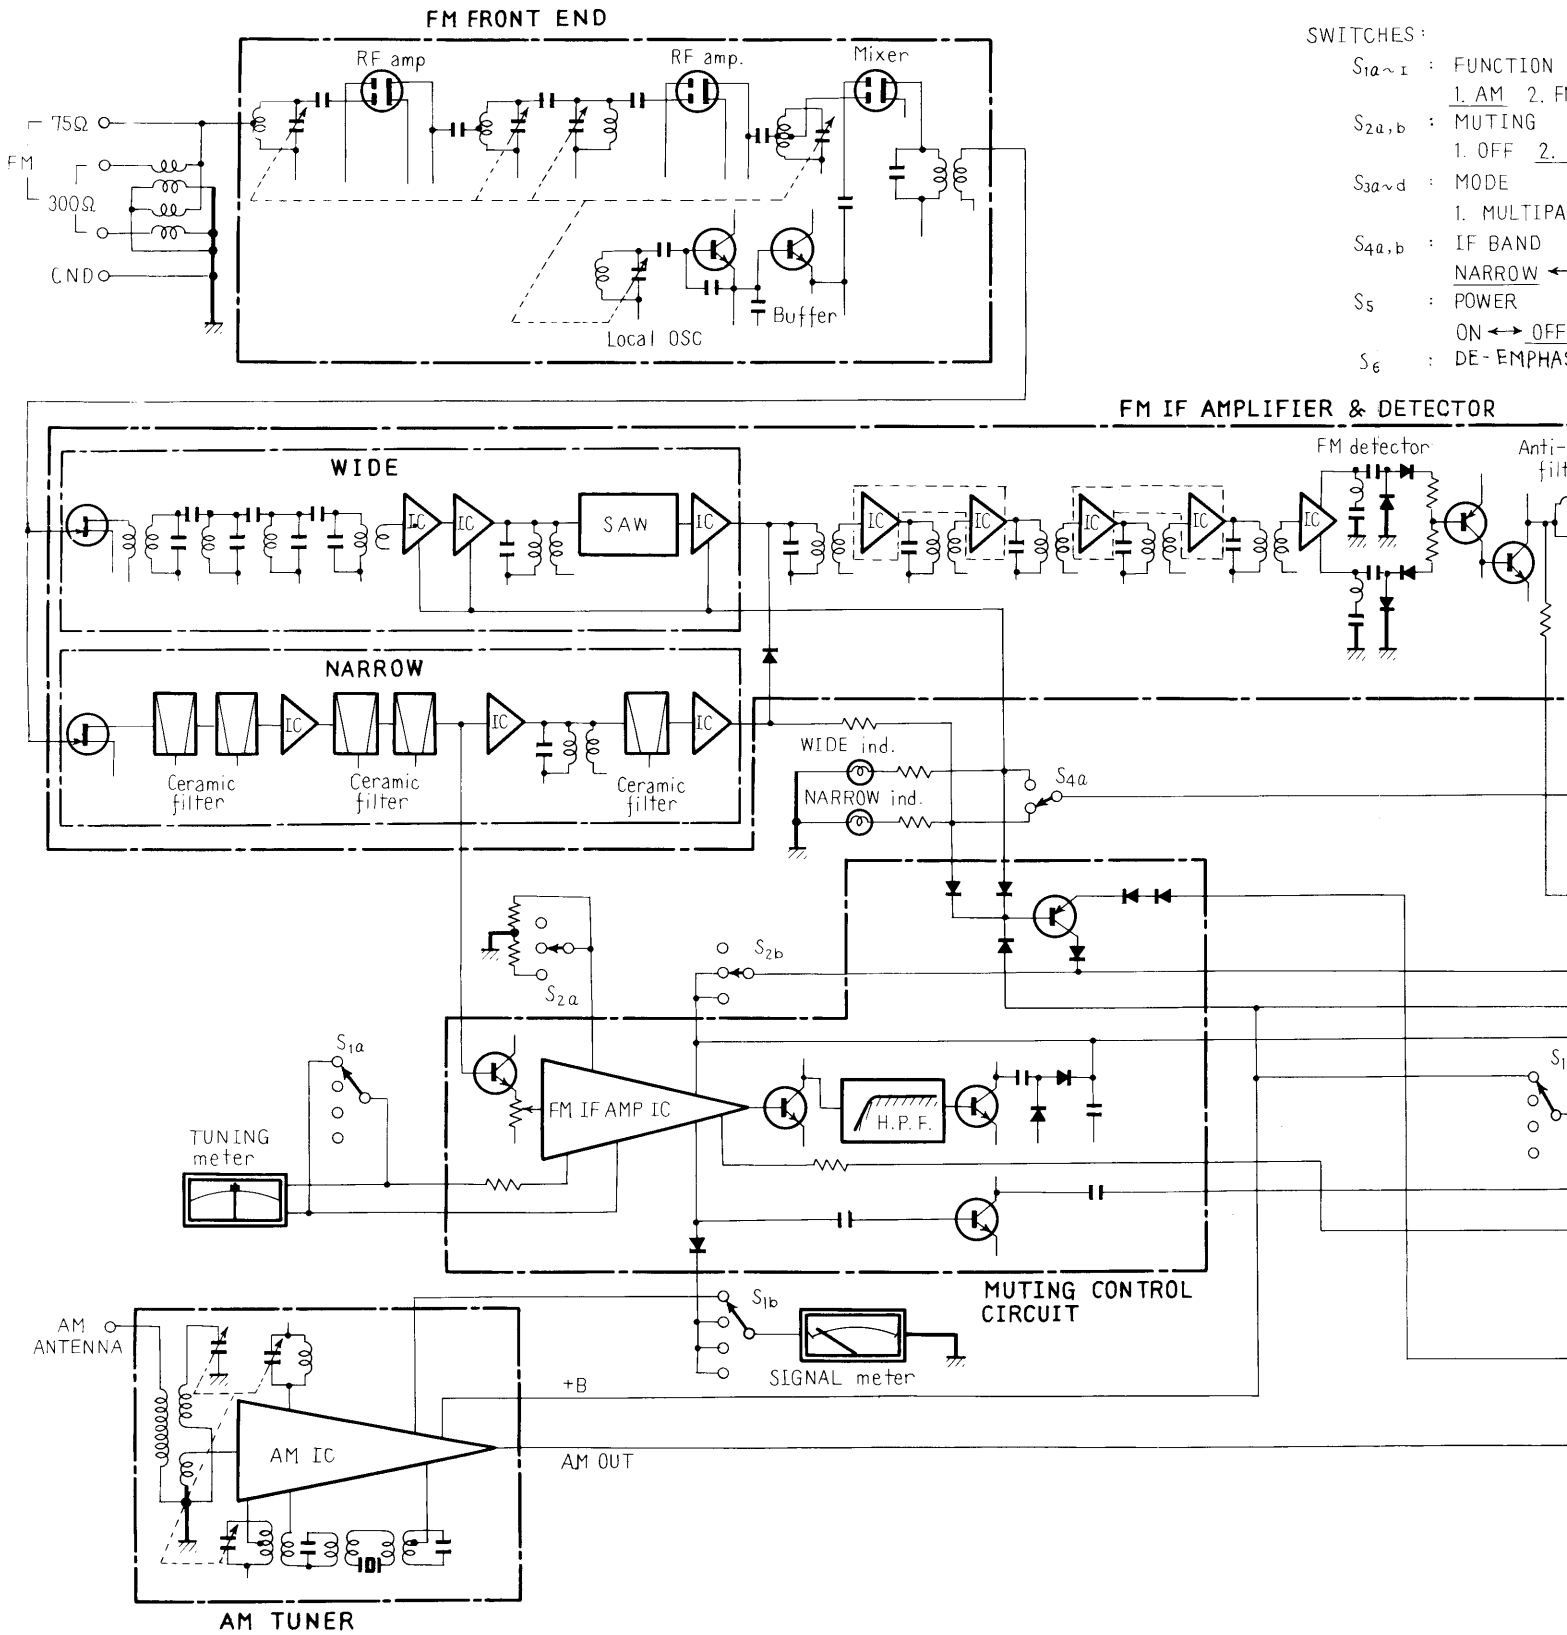 FM FRONT END
RF amp
RF amp.
Mixer
75Ω
FM
300Ω
GND
Local OSC
Buffer
SWITCHES :
S1a~I : FUNCTION
1. AM 2. FM
S2a,b : MUTING
1. OFF 2.
S3a~d : MODE
1. MULTIPA
S4a,b : IF BAND
NARROW ←
S5 : POWER
ON ↔ OFF
S6 : DE-EMPHAS
FM IF AMPLIFIER & DETECTOR
FM detector
Anti-
filt
WIDE
IC
IC
SAW
IC
IC
IC
IC
IC
IC
NARROW
IC
IC
IC
Ceramic
filter
Ceramic
filter
Ceramic
filter
WIDE ind.
NARROW ind.
S4a
S2a
S2b
S1a
S1
TUNING
meter
FM IF AMP IC
H.P.F.
MUTING CONTROL
CIRCUIT
S1b
SIGNAL meter
AM
ANTENNA
+B
AM IC
AM OUT
AM TUNER